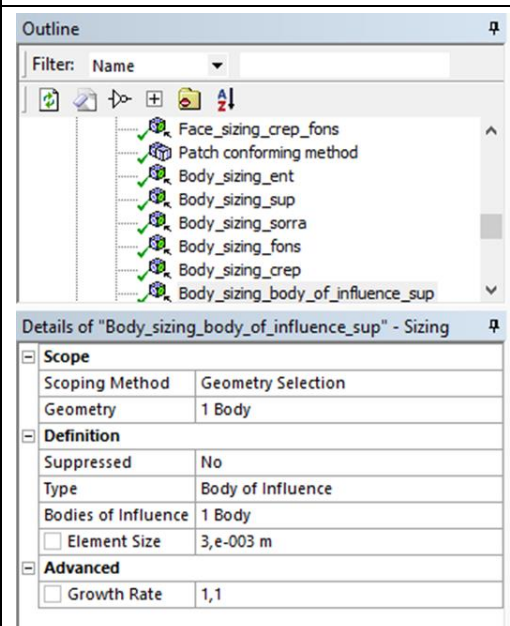 Outline
Filter: Name
Face_sizing_crep_fons
Patch conforming method
Body_sizing_ent
Body_sizing_sup
Body_sizing_sorra
Body_sizing_fons
Body_sizing_crep
Body_sizing_body_of_influence_sup
Details of "Body_sizing_body_of_influence_sup" - Sizing
Scope
Scoping Method Geometry Selection
Geometry 1 Body
Definition
Suppressed No
Type Body of Influence
Bodies of Influence 1 Body
Element Size 3,e-003 m
Advanced
Growth Rate 1,1